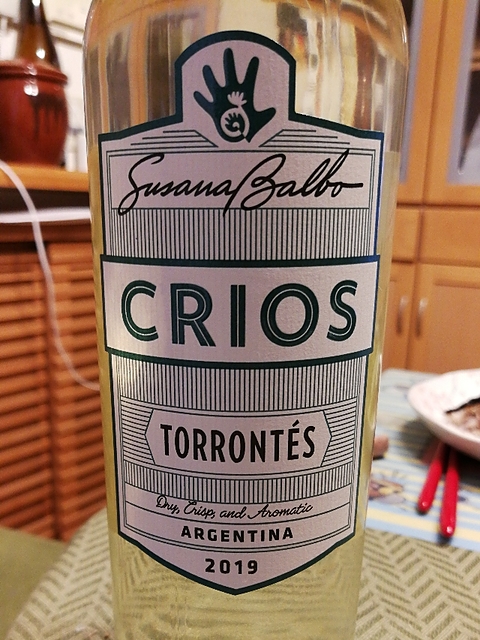 Susana Balbo
CRIOS
TORRONTÉS
Dry, Crisp, and Aromatic
ARGENTINA
2019